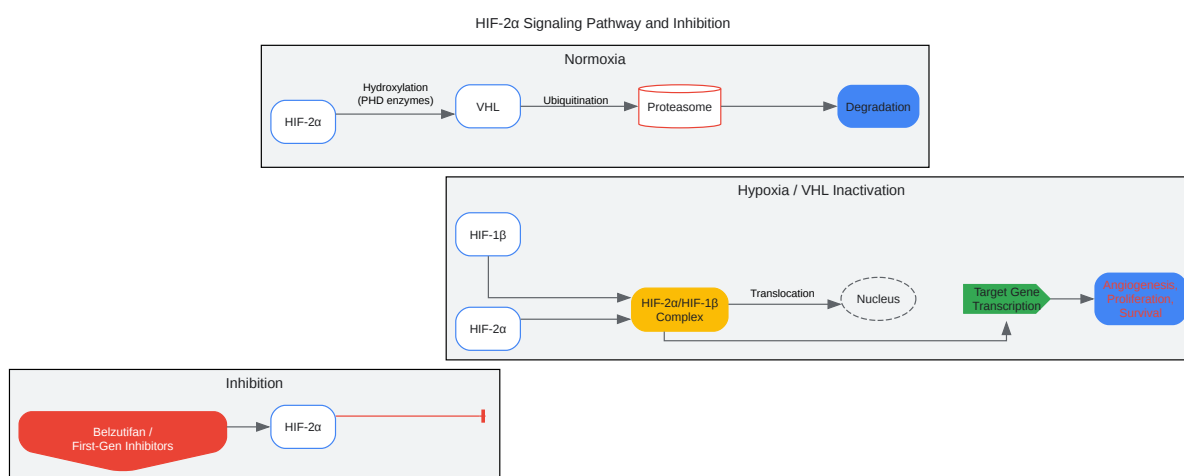 HIF-2α Signaling Pathway and Inhibition
Normoxia
HIF-2α
Hydroxylation
(PHD enzymes)
VHL
Ubiquitination
Proteasome
Degradation
Hypoxia / VHL Inactivation
HIF-1β
HIF-2α
HIF-2α/HIF-1β
Complex
Translocation
Nucleus
Target Gene
Transcription
Angiogenesis,
Proliferation,
Survival
Inhibition
Belzutifan /
First-Gen Inhibitors
HIF-2α